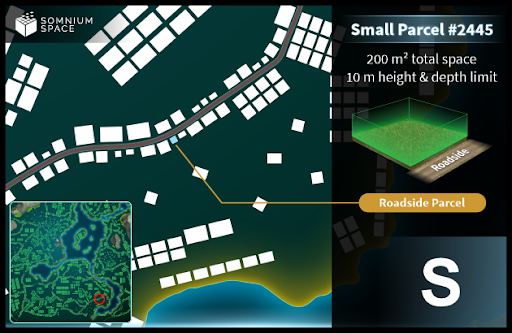 SOMNIUM
SPACE
Small Parcel #2445
200 m² total space
10 m height & depth limit
Roadside
Roadside Parcel
S